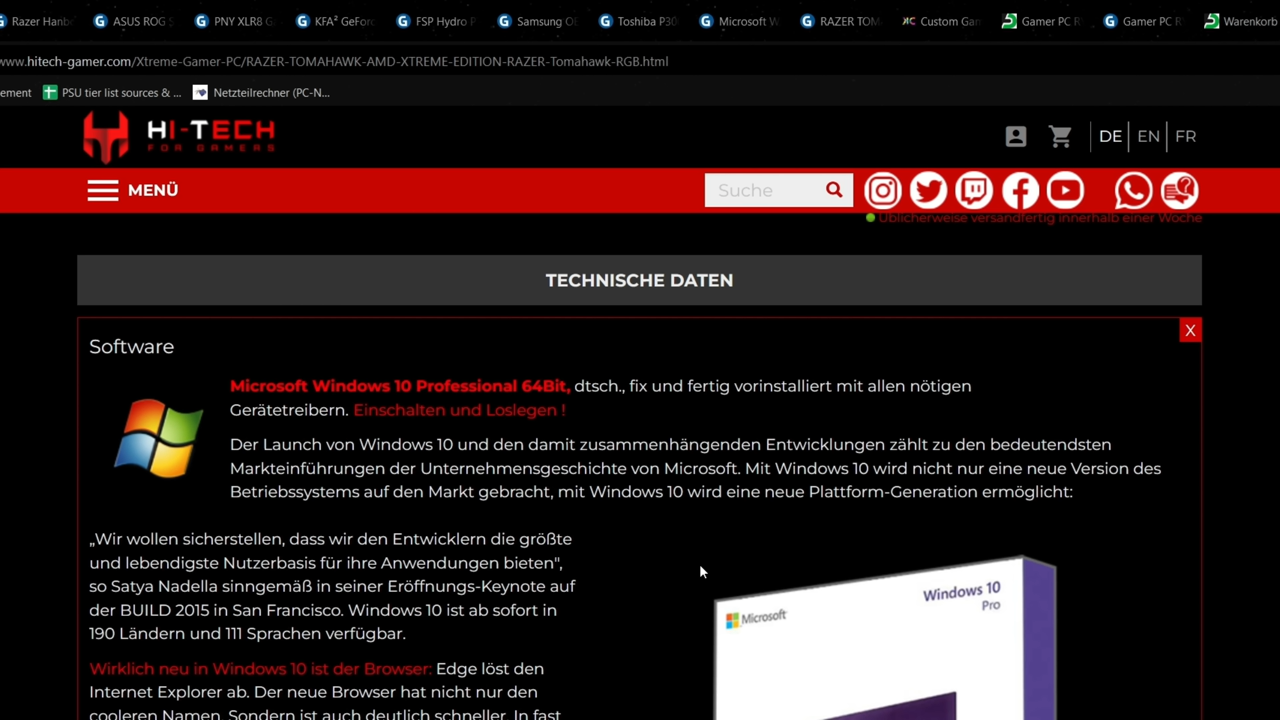 Razer Hanb
ASUS ROG S
PNY XLR8 G
KFA² GeFor
FSP Hydro P
Samsung O
Toshiba P30
Microsoft W
RAZER TOM
Custom Gan
Gamer PC R
Gamer PC R
Warenkorb
www.hitech-gamer.com/Xtreme-Gamer-PC/RAZER-TOMAHAWK-AMD-XTREME-EDITION-RAZER-Tomahawk-RGB.html
ement
PSU tier list sources & ...
Netzteilrechner (PC-N...
HI-TECH
FOR GAMERS
DE EN FR
MENÜ
Suche
Üblicherweise versandfertig innerhalb einer Woche
TECHNISCHE DATEN
X
Software
Microsoft Windows 10 Professional 64Bit, dtsch., fix und fertig vorinstalliert mit allen nötigen
Gerätetreibern. Einschalten und Loslegen !
Der Launch von Windows 10 und den damit zusammenhängenden Entwicklungen zählt zu den bedeutendsten
Markteinführungen der Unternehmensgeschichte von Microsoft. Mit Windows 10 wird nicht nur eine neue Version des
Betriebssystems auf den Markt gebracht, mit Windows 10 wird eine neue Plattform-Generation ermöglicht:
„Wir wollen sicherstellen, dass wir den Entwicklern die größte
und lebendigste Nutzerbasis für ihre Anwendungen bieten",
so Satya Nadella sinngemäß in seiner Eröffnungs-Keynote auf
der BUILD 2015 in San Francisco. Windows 10 ist ab sofort in
190 Ländern und 111 Sprachen verfügbar.
Wirklich neu in Windows 10 ist der Browser: Edge löst den
Internet Explorer ab. Der neue Browser hat nicht nur den
cooleren Namen. Sondern ist auch deutlich schneller. In fast
Microsoft
Windows 10
Pro